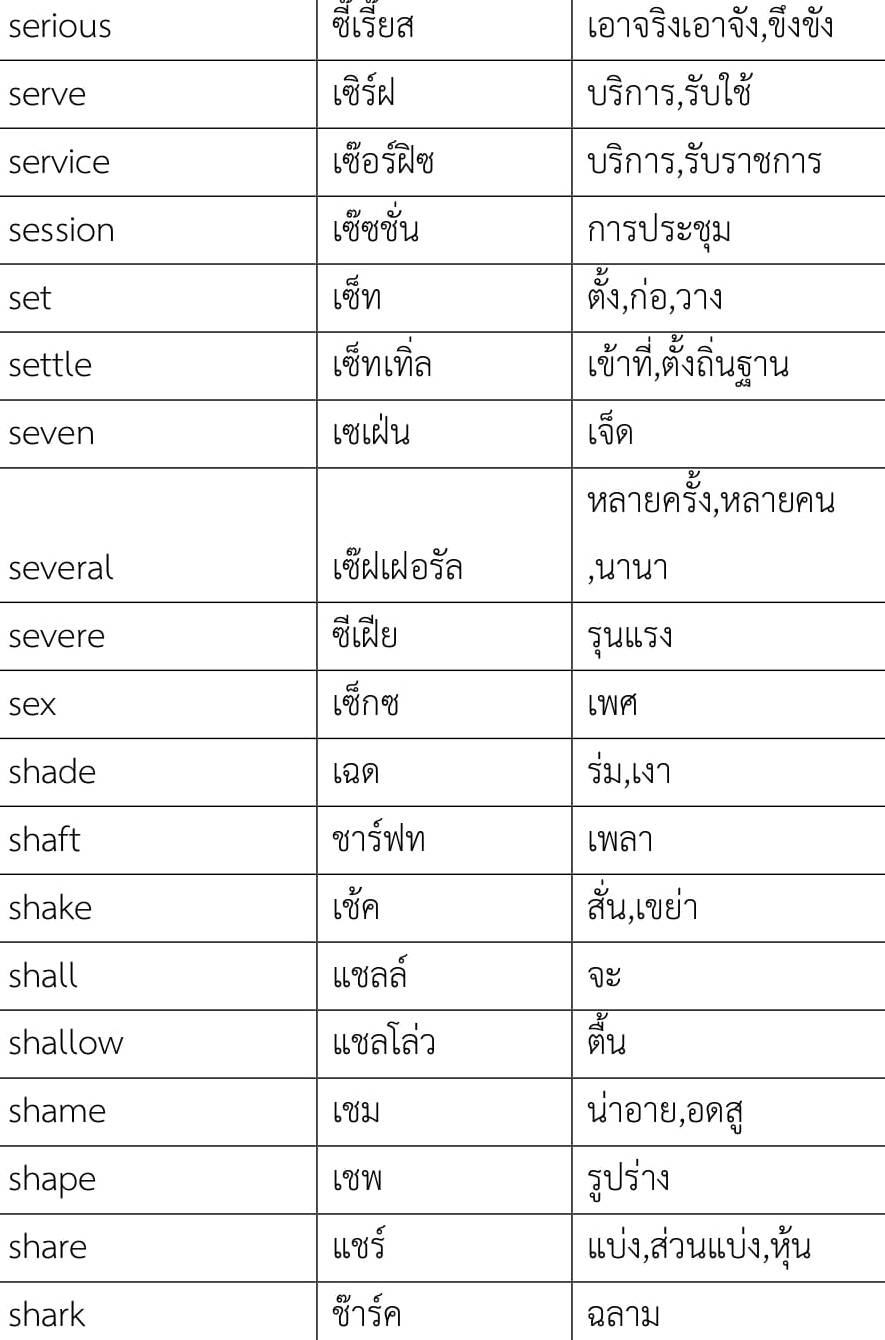 serious ซี้เรี้ยส เอาจริงเอาจัง,ขึงขัง
serve เซิร์ฝ บริการ,รับใช้
service เซ๊อร์ฝิซ บริการ,รับราชการ
session เซ๊ซชั่น การประชุม
set เซ็ท ตั้ง,ก่อ,วาง
settle เซ็ทเทิ่ล เข้าที่,ตั้งถิ่นฐาน
seven เซเฝ่น เจ็ด
หลายครั้ง,หลายคน
several เซ๊ฝเฝอรัล ,นานา
severe ซีเฝีย รุนแรง
sex เซ็กซ เพศ
shade เฉด ร่ม,เงา
shaft ชาร์ฟท เพลา
shake เช้ค สั่น,เขย่า
shall แชลล์ จะ
shallow แชลโล่ว ตื้น
shame เชม น่าอาย,อดสู
shape เชพ รูปร่าง
share แชร์ แบ่ง,ส่วนแบ่ง,หุ้น
shark ช๊าร์ค ฉลาม